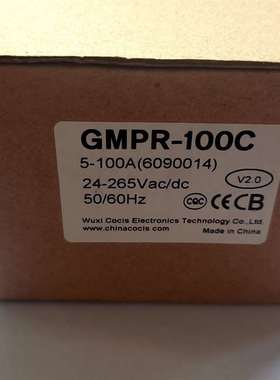 GMPR-100C
5-100A(6090014)
24-265Vac/dc
V2.0
50/60Hz
CQC CE CB
Wuxi Cocis Electronics Technology Co.,Ltd.
www.chinacocis.com
Made in China